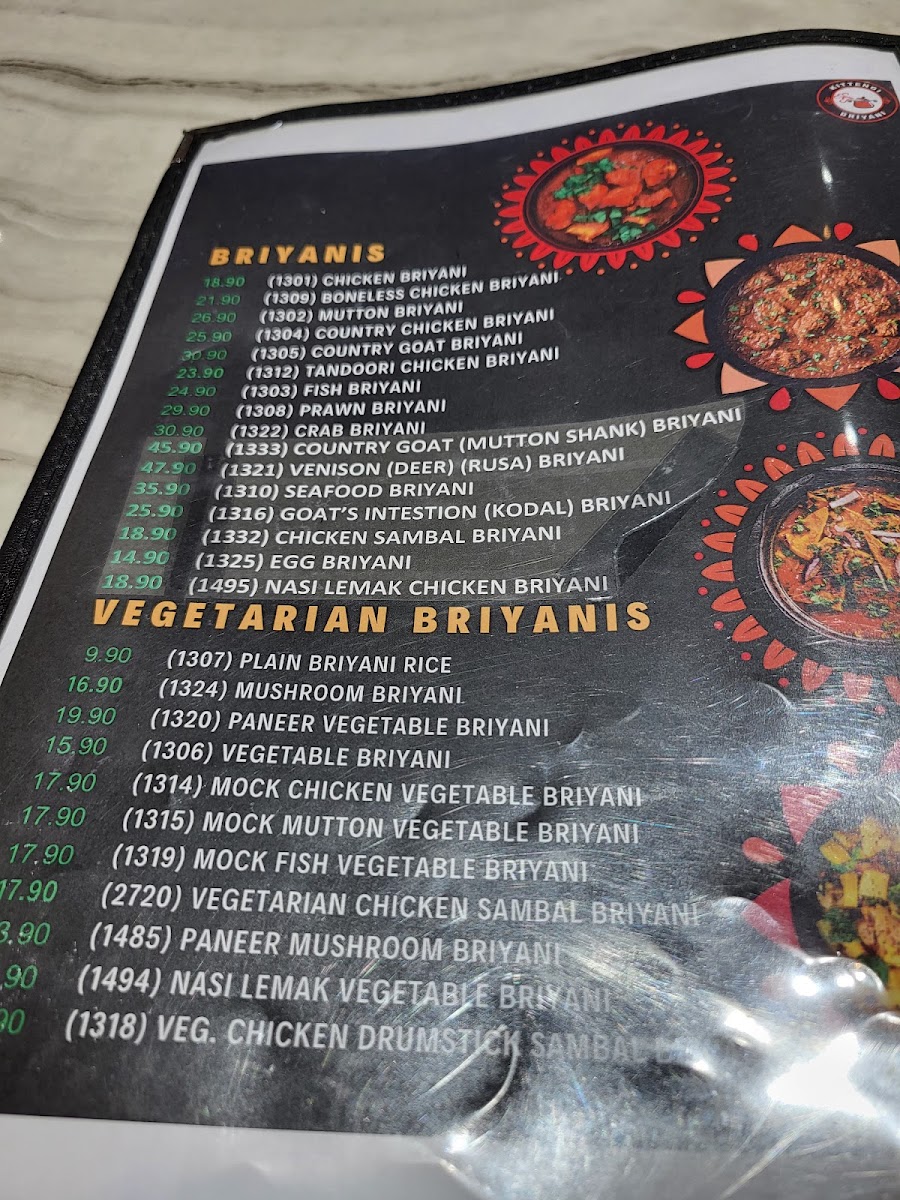 BRIYANI
BRIYANIS
18.90 (1301) CHICKEN BRIYANI
21.90 (1309) BONELESS CHICKEN BRIYANI
26.90 (1302) MUTTON BRIYANI
25.90 (1304) COUNTRY CHICKEN BRIYANI
30.90 (1305) COUNTRY GOAT BRIYANI
23.90 (1312) TANDOORI CHICKEN BRIYANI
24.90 (1303) FISH BRIYANI
29.90 (1308) PRAWN BRIYANI
30.90 (1322) CRAB BRIYANI
45.90 (1333) COUNTRY GOAT (MUTTON SHANK) BRIYANI
47.90 (1321) VENISON (DEER) (RUSA) BRIYANI
35.90 (1310) SEAFOOD BRIYANI
25.90 (1316) GOAT'S INTESTION (KODAL) BRIYANI
18.90 (1332) CHICKEN SAMBAL BRIYANI
14.90 (1325) EGG BRIYANI
18.90 (1495) NASI LEMAK CHICKEN BRIYANI
VEGETARIAN BRIYANIS
9.90 (1307) PLAIN BRIYANI RICE
16.90 (1324) MUSHROOM BRIYANI
19.90 (1320) PANEER VEGETABLE BRIYANI
15.90 (1306) VEGETABLE BRIYANI
17.90 (1314) MOCK CHICKEN VEGETABLE BRIYANI
17.90 (1315) MOCK MUTTON VEGETABLE BRIYANI
17.90 (1319) MOCK FISH VEGETABLE BRIYANI
17.90 (2720) VEGETARIAN CHICKEN SAMBAL BRIYANI
8.90 (1485) PANEER MUSHROOM BRIYANI
.90 (1494) NASI LEMAK VEGETABLE BRIYANI
90 (1318) VEG. CHICKEN DRUMSTICK SAMBAL